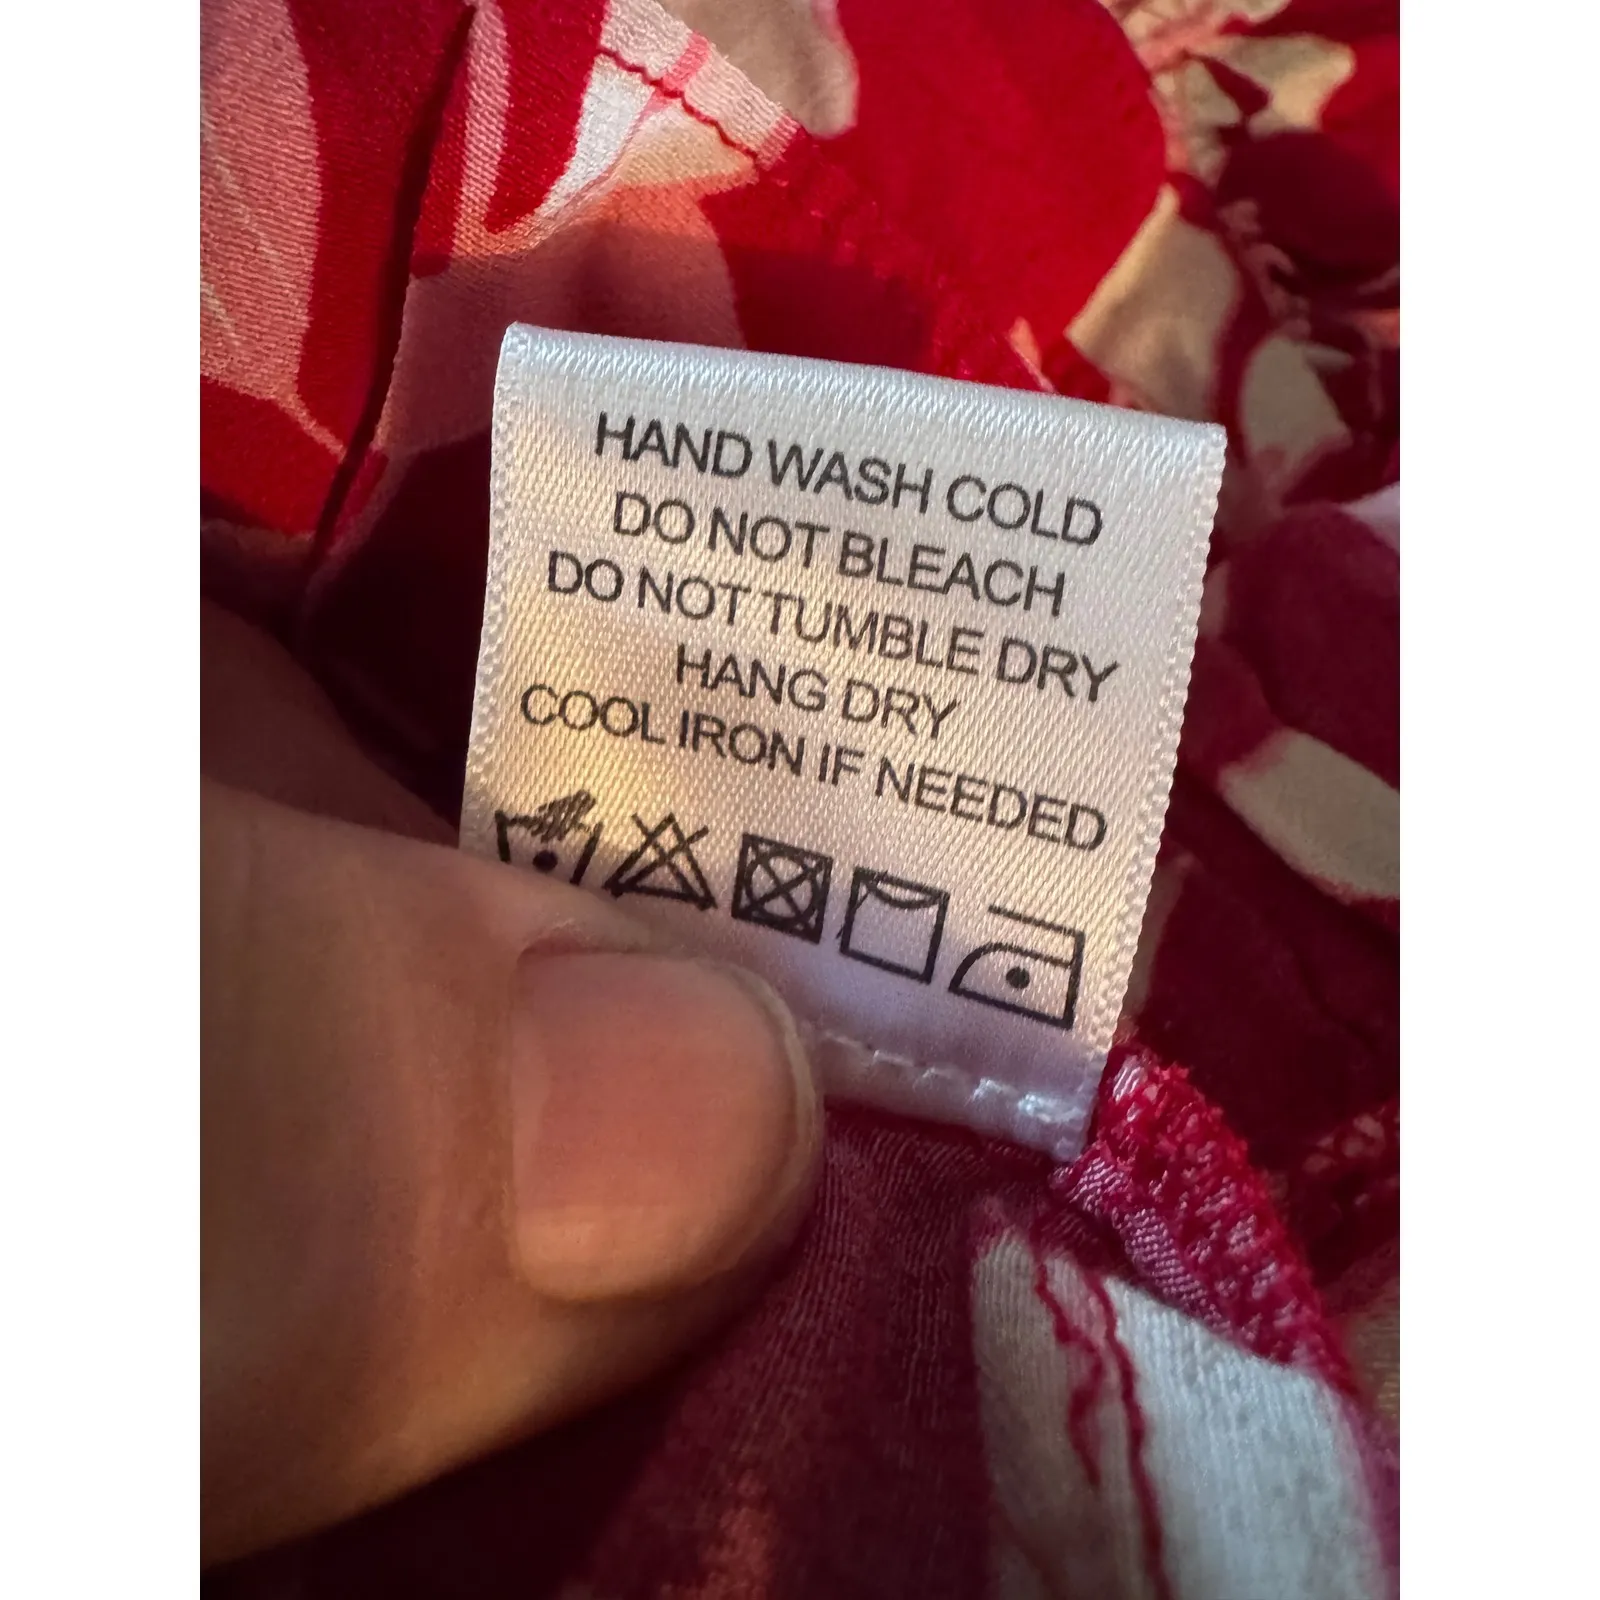 HAND WASH COLD
DO NOT BLEACH
DO NOT TUMBLE DRY
HANG DRY
COOL IRON IF NEEDED